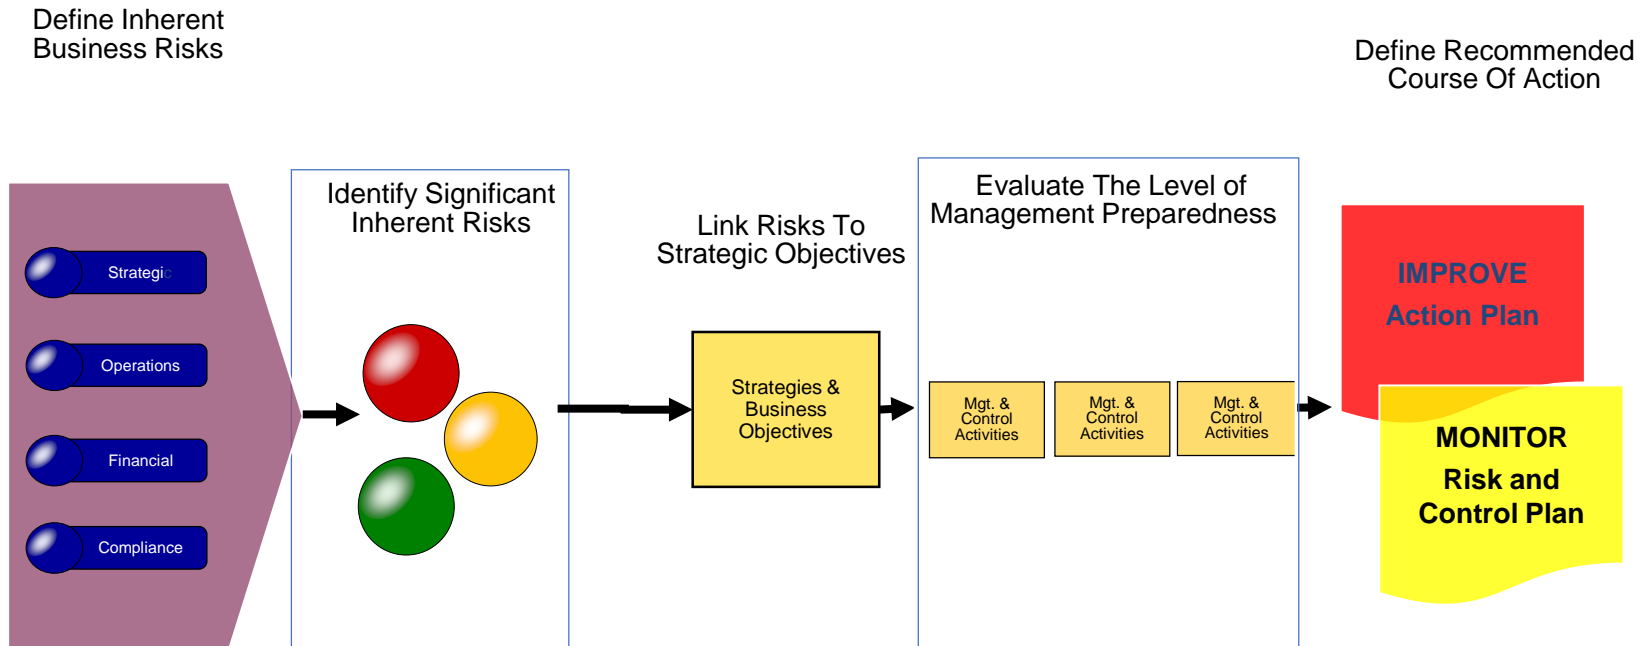 Define Inherent
Business Risks
Strategic
Operations
Financial
Compliance
Identify Significant
Inherent Risks
Link Risks To
Strategic Objectives
Strategies &
Business
Objectives
Evaluate The Level of
Management Preparedness
Mgt. &
Control
Activities
Mgt. &
Control
Activities
Mgt. &
Control
Activities
Define Recommended
Course Of Action
IMPROVE
Action Plan
MONITOR
Risk and
Control Plan